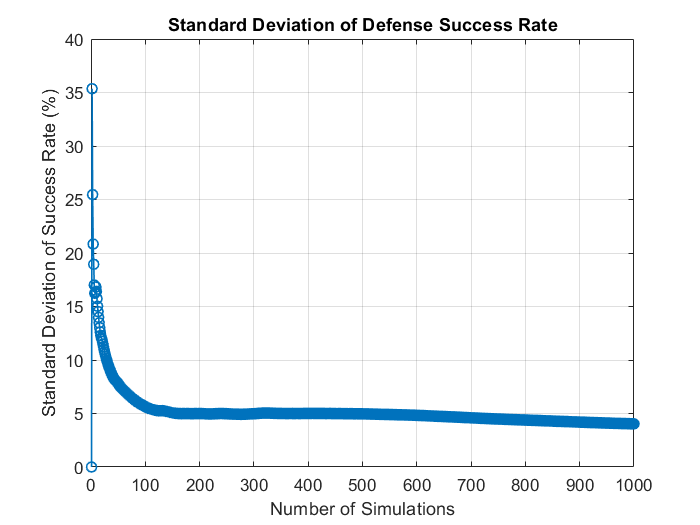 Standard Deviation of Defense Success Rate
Standard Deviation of Success Rate (%)
40
35
30
25
20
15
10
5
0
0 100 200 300 400 500 600 700 800 900 1000
Number of Simulations